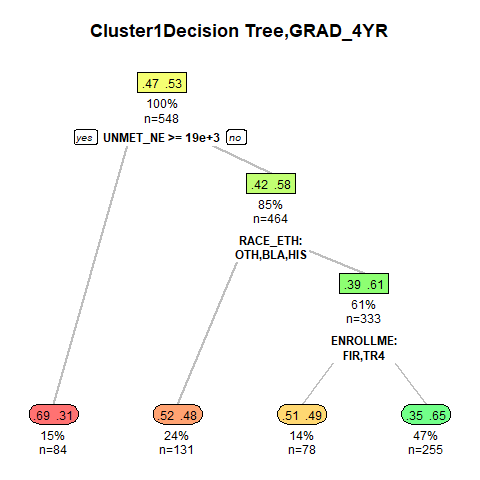 Cluster1Decision Tree,GRAD_4YR
.47 .53
100%
n=548
yes UNMET_NE >= 19e+3 no
.42 .58
85%
n=464
RACE_ETH:
OTH,BLA,HIS
.39 .61
61%
n=333
ENROLLME:
FIR,TR4
.69 .31
15%
n=84
.52 .48
24%
n=131
.51 .49
14%
n=78
.35 .65
47%
n=255